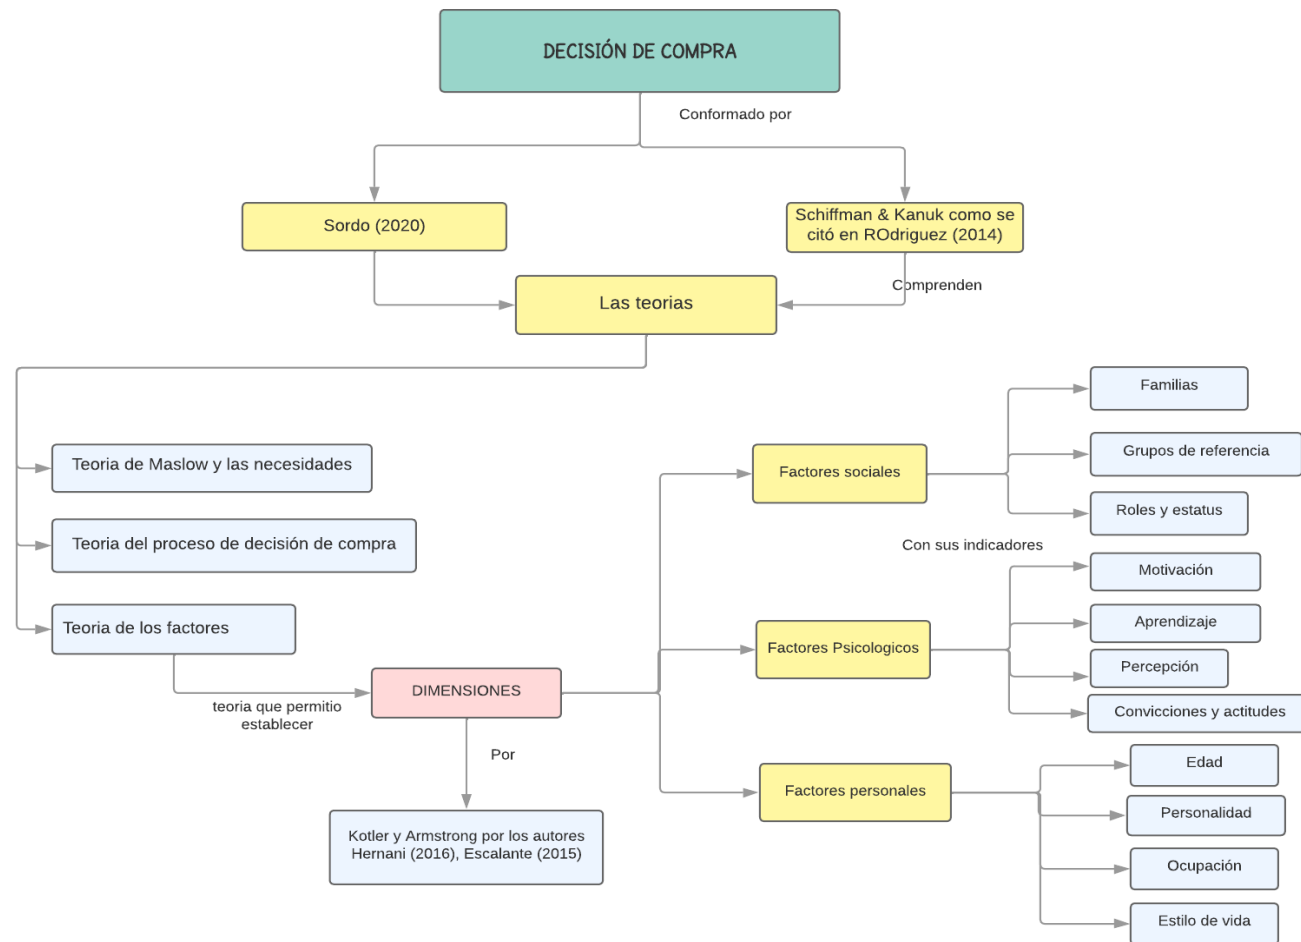 DECISIÓN DE COMPRA
Conformado por
Sordo (2020)
Schiffman & Kanuk como se
citó en ROdriguez (2014)
Comprenden
Las teorias
Teoria de Maslow y las necesidades
Teoria del proceso de decisión de compra
Teoria de los factores
teoria que permitio
establecer
DIMENSIONES
Por
Kotler y Armstrong por los autores
Hernani (2016), Escalante (2015)
Factores sociales
Familias
Grupos de referencia
Roles y estatus
Con sus indicadores
Factores Psicologicos
Motivación
Aprendizaje
Percepción
Convicciones y actitudes
Factores personales
Edad
Personalidad
Ocupación
Estilo de vida